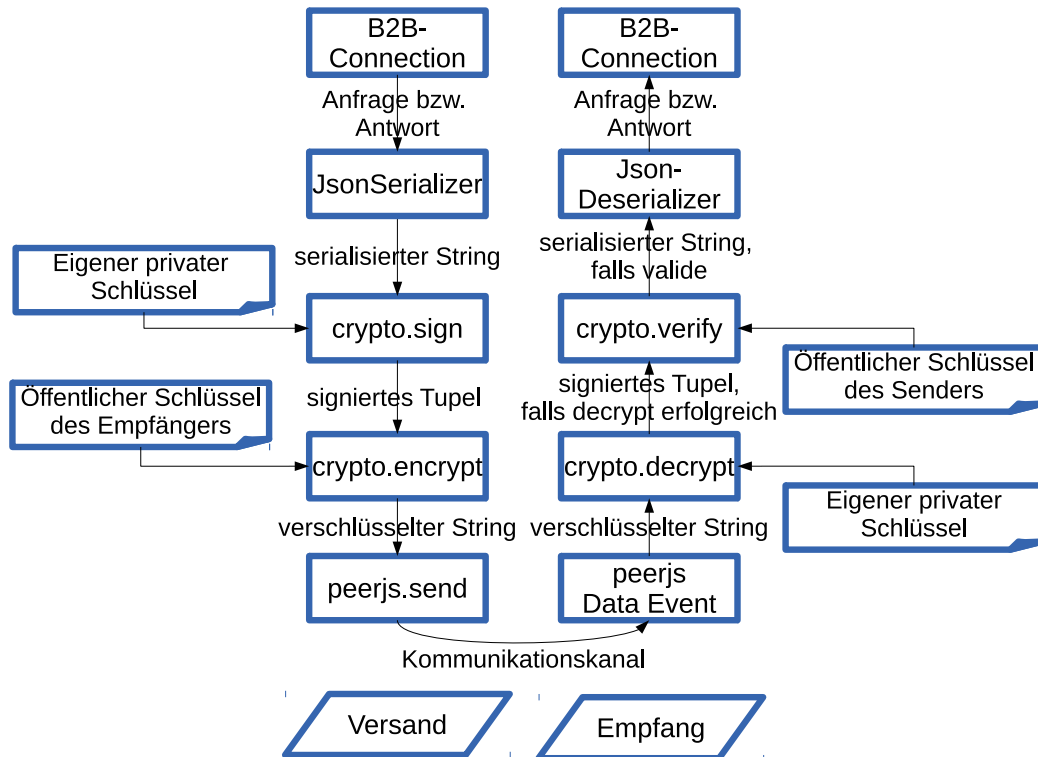 B2B-
Connection
Anfrage bzw.
Antwort
JsonSerializer
serialisierter String
Eigener privater
Schlüssel
crypto.sign
signiertes Tupel
Öffentlicher Schlüssel
des Empfängers
crypto.encrypt
verschlüsselter String
peerjs.send
Kommunikationskanal
Versand
B2B-
Connection
Anfrage bzw.
Antwort
Json-
Deserializer
serialisierter String,
falls valide
crypto.verify
Öffentlicher Schlüssel
des Senders
signiertes Tupel,
falls decrypt erfolgreich
crypto.decrypt
Eigener privater
Schlüssel
verschlüsselter String
peerjs
Data Event
Empfang